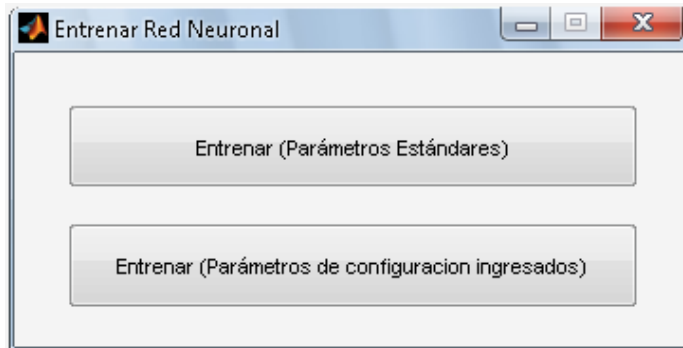 Entrenar Red Neuronal
Entrenar (Parámetros Estándares)
Entrenar (Parámetros de configuracion ingresados)